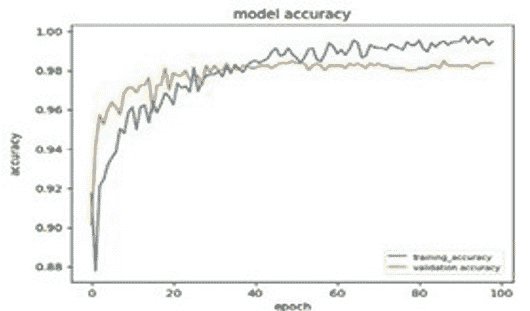 model accuracy
1.00
0.98
0.96
0.94
0.92
0.90
0.88
accuracy
0
20
40
60
80
100
epoch
training_accuracy
validation accuracy